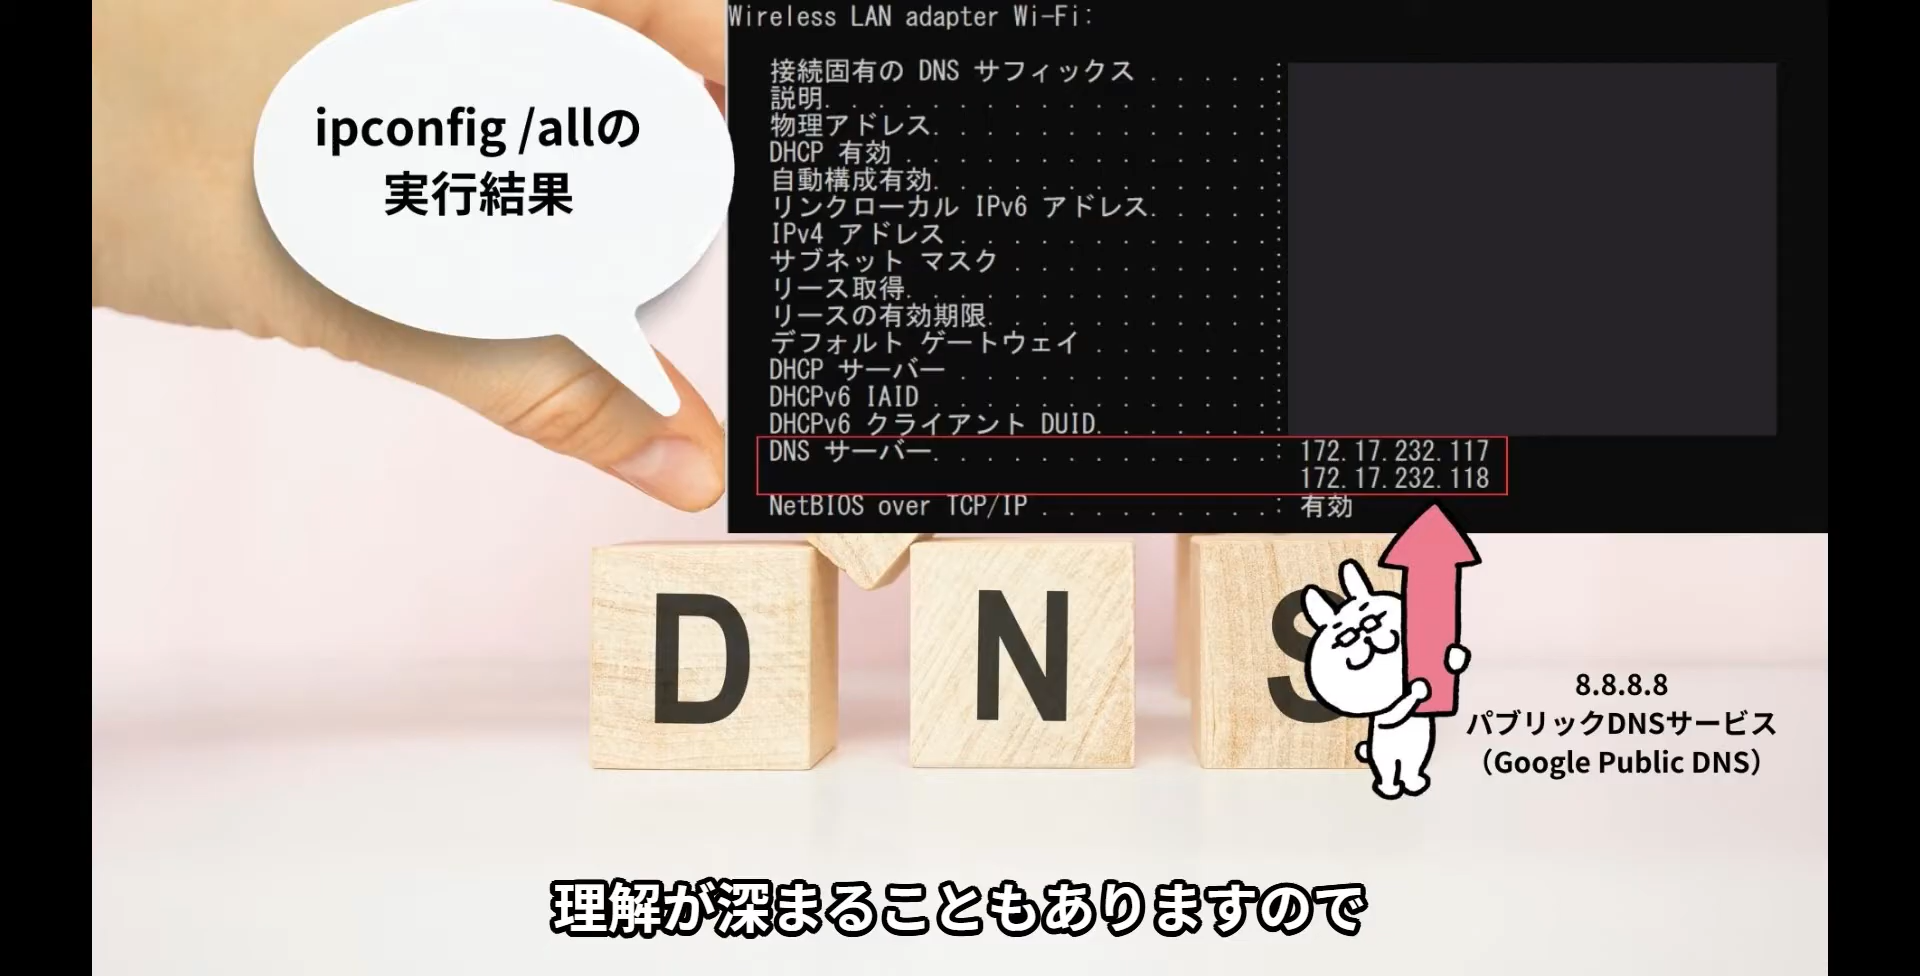 ipconfig /allの
実行結果
Wireless LAN adapter Wi-Fi:
接続固有の DNS サフィックス . . . . . :
説明. . . . . . . . . . . . . . . . . :
物理アドレス. . . . . . . . . . . . . :
DHCP 有効 . . . . . . . . . . . . . . :
自動構成有効. . . . . . . . . . . . . :
リンクローカル IPv6 アドレス. . . . . :
IPv4 アドレス . . . . . . . . . . . . :
サブネット マスク . . . . . . . . . . :
リース取得. . . . . . . . . . . . . . :
リースの有効期限. . . . . . . . . . . :
デフォルト ゲートウェイ . . . . . . . :
DHCP サーバー . . . . . . . . . . . . :
DHCPv6 IAID . . . . . . . . . . . . . :
DHCPv6 クライアント DUID. . . . . . . :
DNS サーバー. . . . . . . . . . . . . : 172.17.232.117
172.17.232.118
NetBIOS over TCP/IP . . . . . . . . . : 有効
D N S
8.8.8.8
パブリックDNSサービス
（Google Public DNS）
理解が深まることもありますので